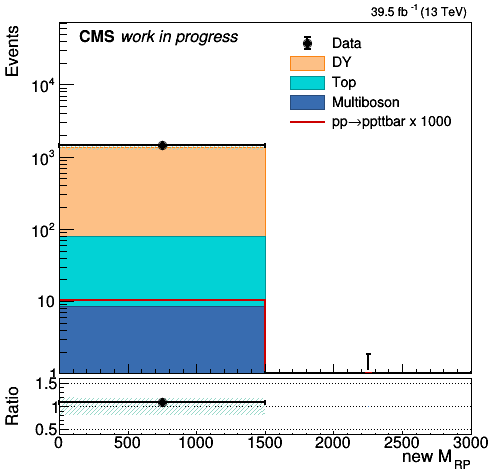 39.5 fb⁻¹ (13 TeV)
CMS work in progress
Events
Data
DY
Top
Multiboson
pp→ppttbar x 1000
10⁴
10³
10²
10
1
Ratio
1.5
1
0.5
0 500 1000 1500 2000 2500 3000
new M_RP